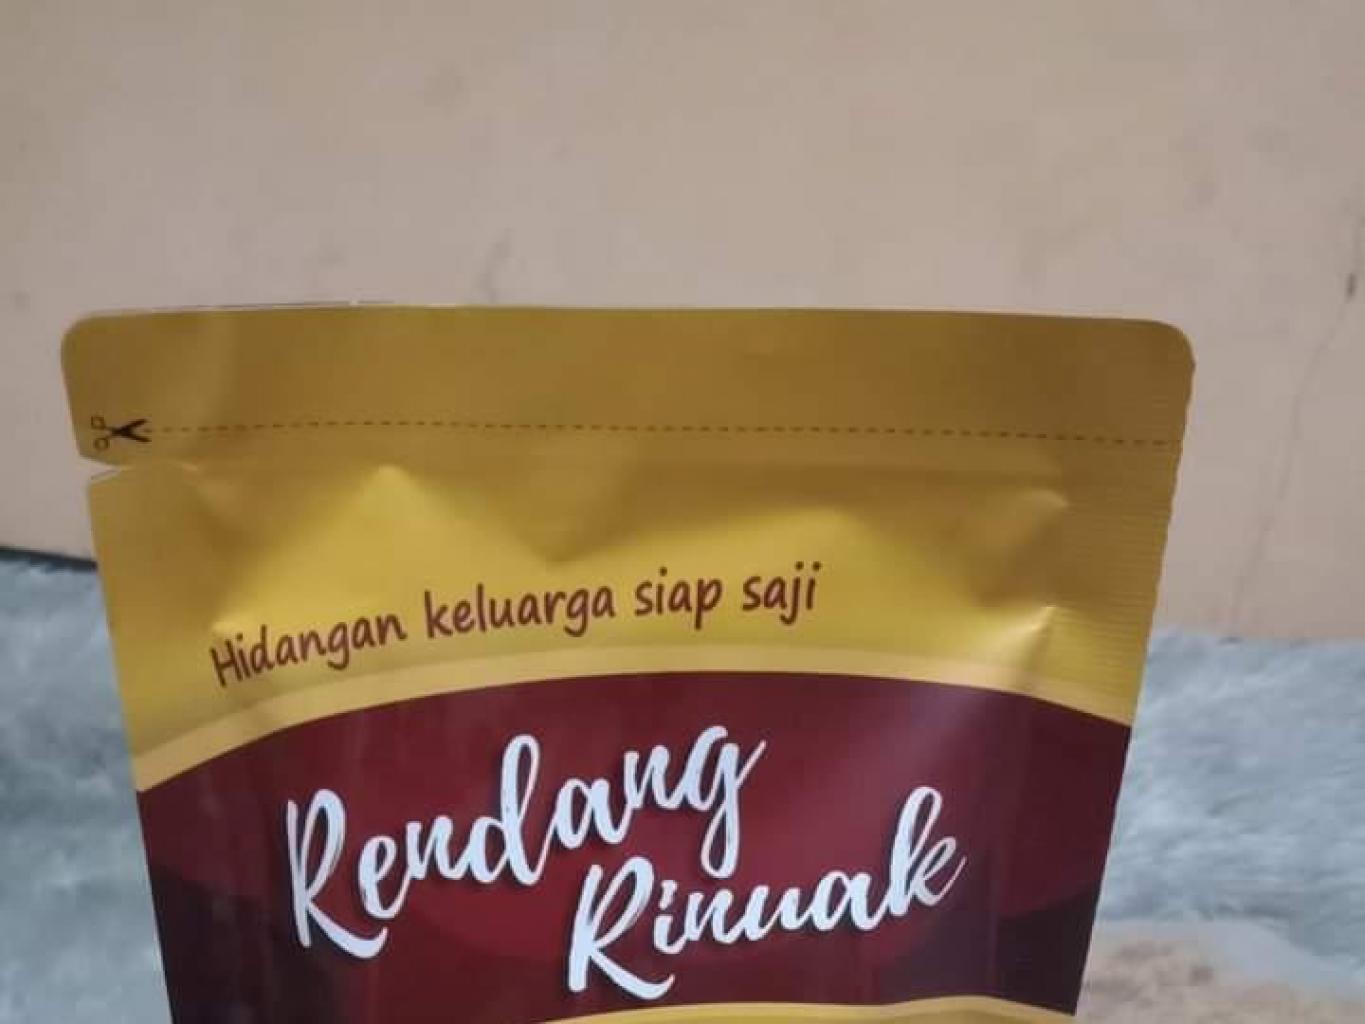 Hidangan keluarga siap saji
Rendang
Rinuak